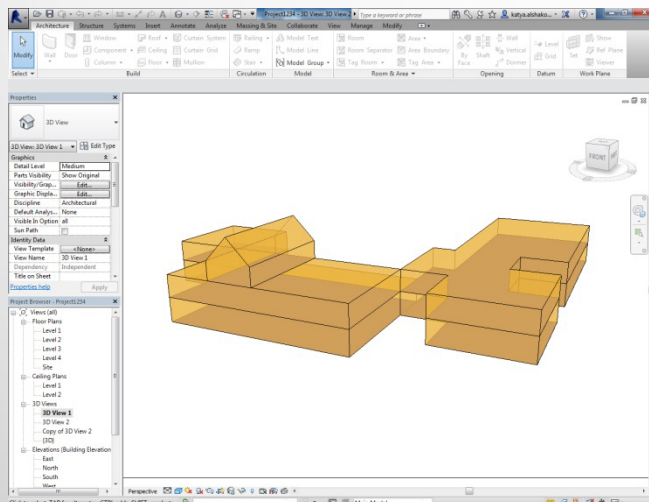 Project1234 - 3D View: 3D View 2
Type a keyword or phrase
katya.alshako...
Architecture Structure Systems Insert Annotate Analyze Massing & Site Collaborate View Manage Modify
Modify Wall Door Window Component Column Roof Ceiling Floor Curtain System Curtain Grid Mullion Railing Ramp Stair Model Text Model Line Model Group Room Room Separator Tag Room Area Area Boundary Tag Area By Face Shaft Wall Vertical Dormer Level Grid Set Show Ref Plane Viewer
Select Build Circulation Model Room & Area Opening Datum Work Plane
Properties
3D View
3D View: 3D View 1 Edit Type
Graphics
Detail Level Medium
Parts Visibility Show Original
Visibility/Grap... Edit...
Graphic Displa... Edit...
Discipline Architectural
Default Analys... None
Visible In Option all
Sun Path
Identity Data
View Template <None>
View Name 3D View 1
Dependency Independent
Title on Sheet
Properties help Apply
FRONT
Project Browser - Project1234
Views (all)
Floor Plans
Level 1
Level 2
Level 3
Level 4
Site
Ceiling Plans
Level 1
Level 2
3D Views
3D View 1
3D View 2
Copy of 3D View 2
{3D}
Elevations (Building Elevation
East
North
South
West
Perspective